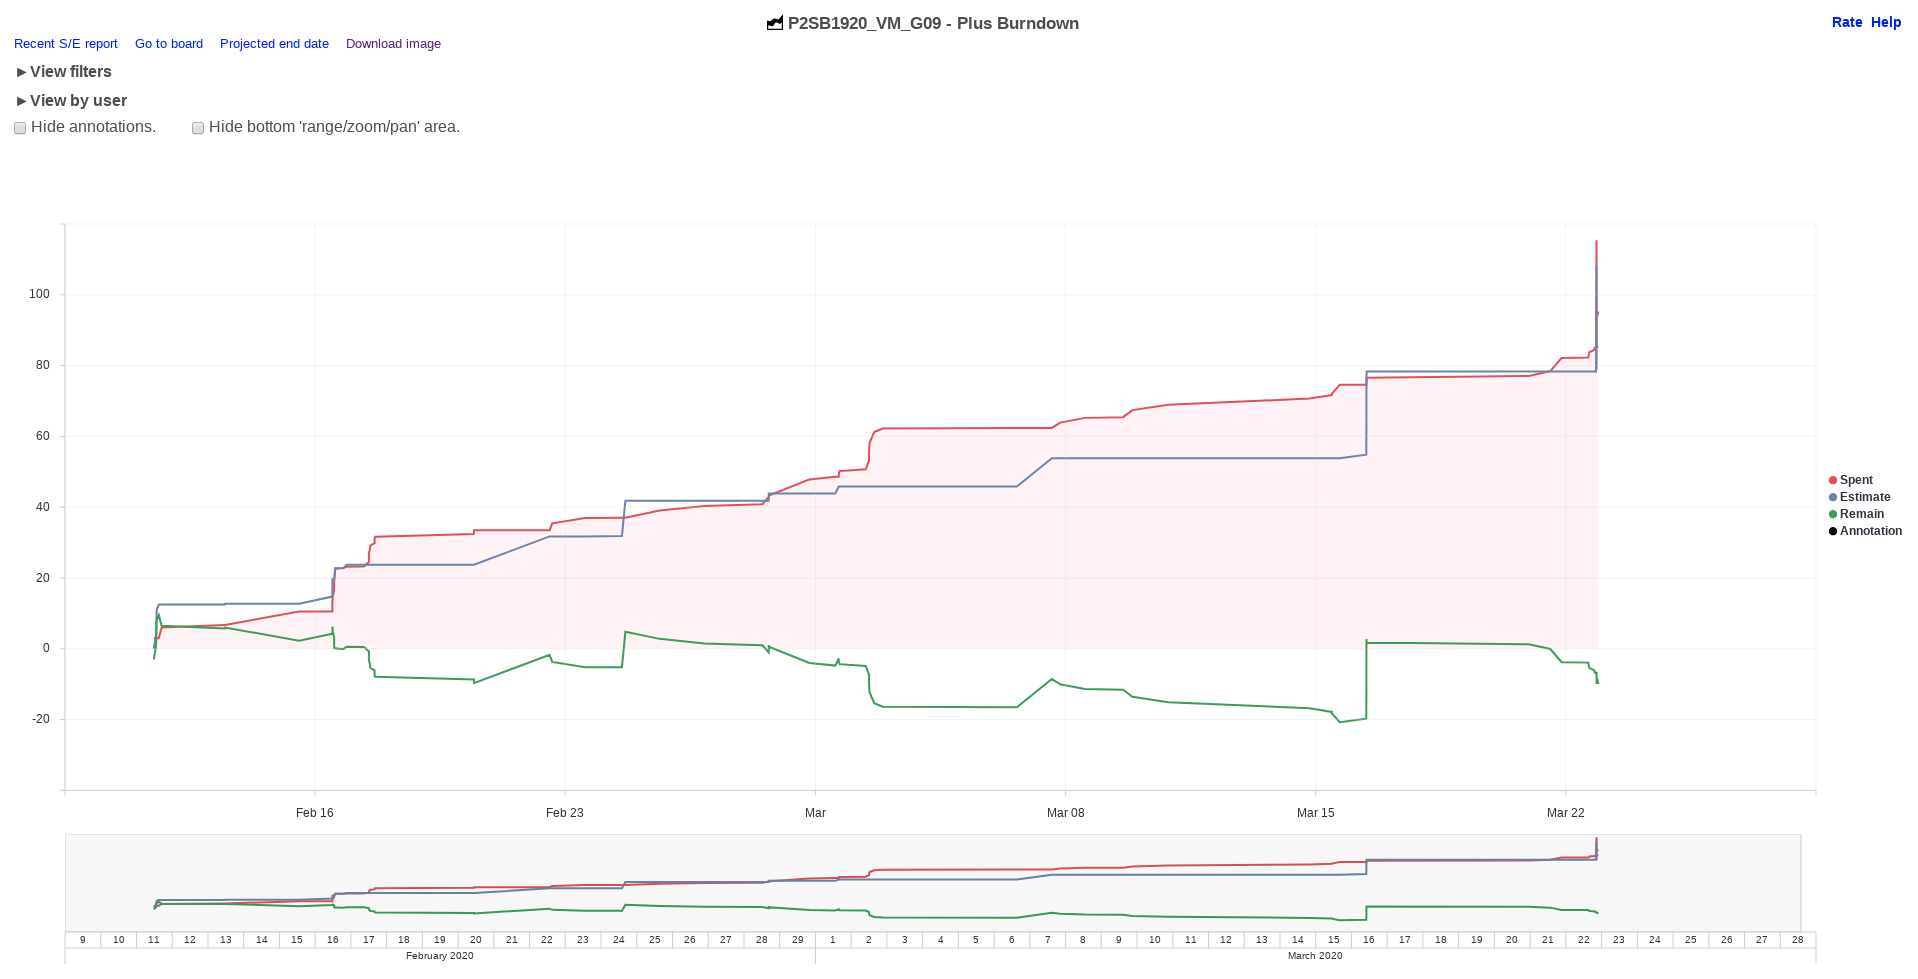 P2SB1920_VM_G09 - Plus Burndown
Rate Help
Recent S/E report Go to board Projected end date Download image
►View filters
►View by user
Hide annotations. Hide bottom 'range/zoom/pan' area.
100
80
60
40
20
0
-20
Spent
Estimate
Remain
Annotation
Feb 16 Feb 23 Mar Mar 08 Mar 15 Mar 22
9 10 11 12 13 14 15 16 17 18 19 20 21 22 23 24 25 26 27 28 29 1 2 3 4 5 6 7 8 9 10 11 12 13 14 15 16 17 18 19 20 21 22 23 24 25 26 27 28
February 2020 March 2020